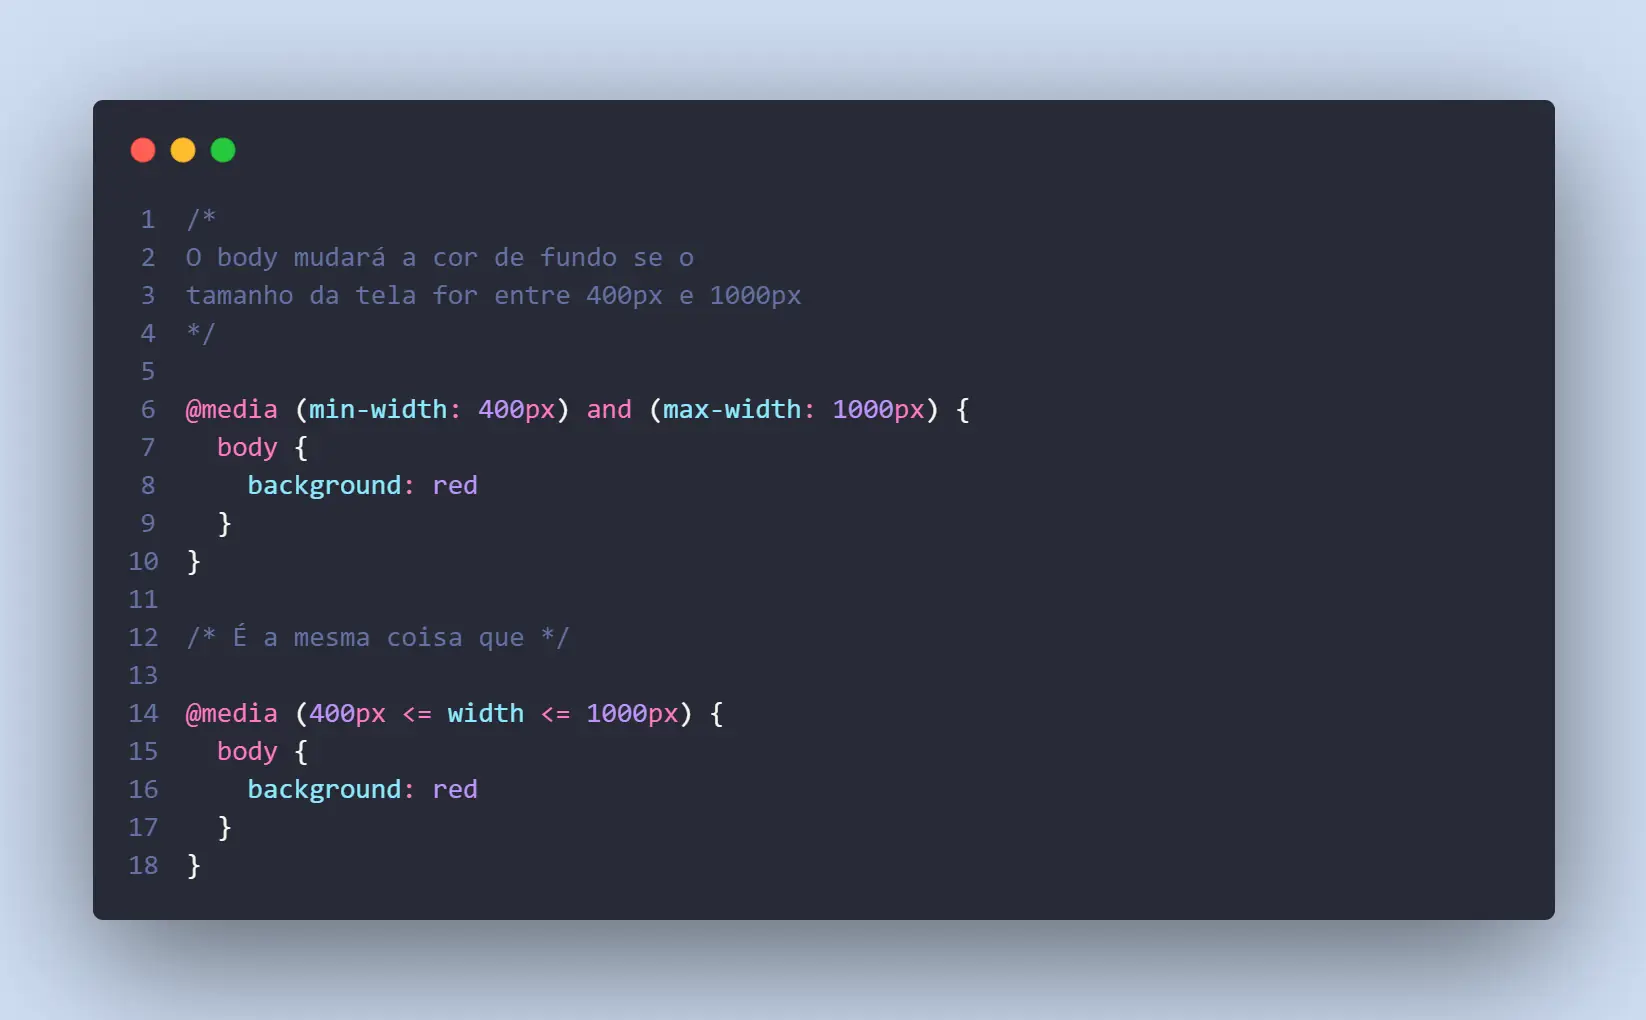 1 /*
2 O body mudará a cor de fundo se o
3 tamanho da tela for entre 400px e 1000px
4 */
5
6 @media (min-width: 400px) and (max-width: 1000px) {
7   body {
8     background: red
9   }
10 }
11
12 /* É a mesma coisa que */
13
14 @media (400px <= width <= 1000px) {
15   body {
16     background: red
17   }
18 }